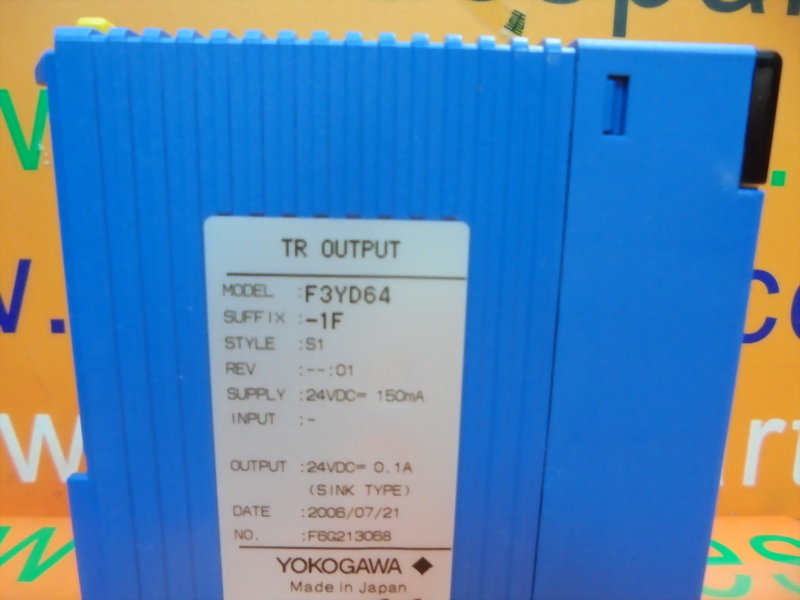 TR OUTPUT
MODEL :F3YD64
SUFFIX :-1F
STYLE :S1
REV :--:01
SUPPLY :24VDC= 150mA
INPUT :-
OUTPUT :24VDC= 0.1A
(SINK TYPE)
DATE :2006/07/21
NO. :F6G213068
YOKOGAWA
Made in Japan